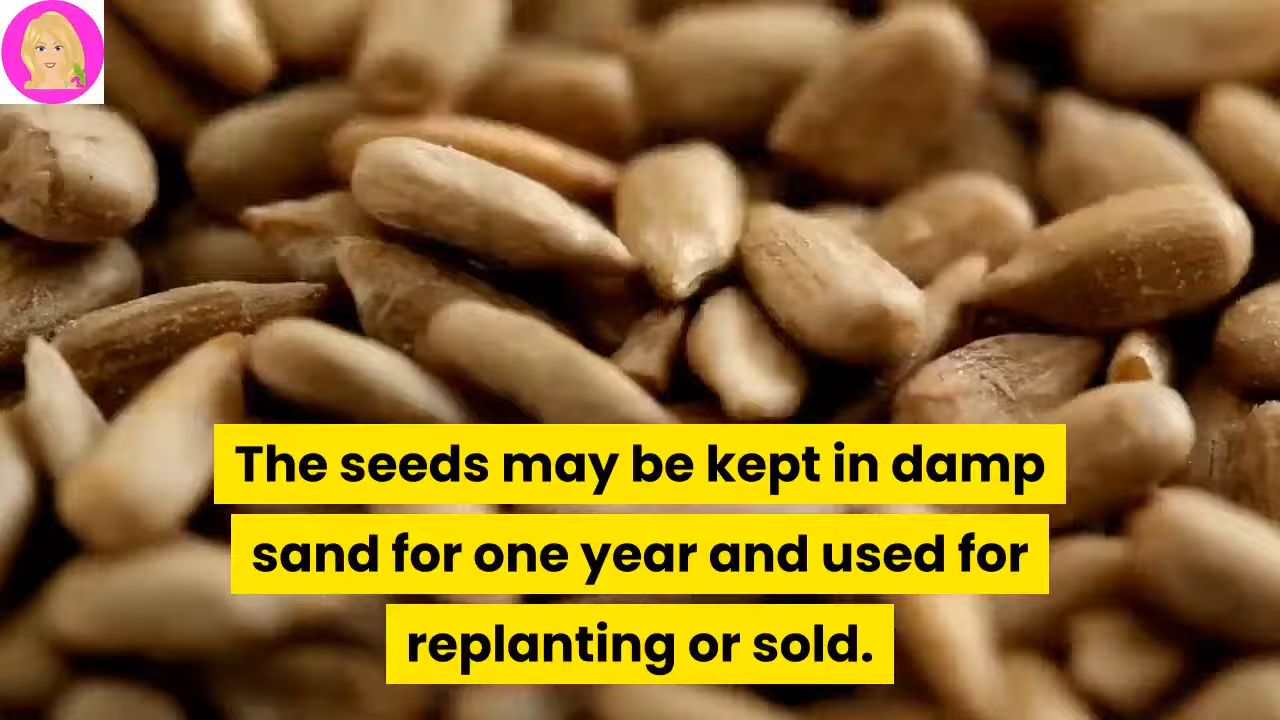 The seeds may be kept in damp
sand for one year and used for
replanting or sold.